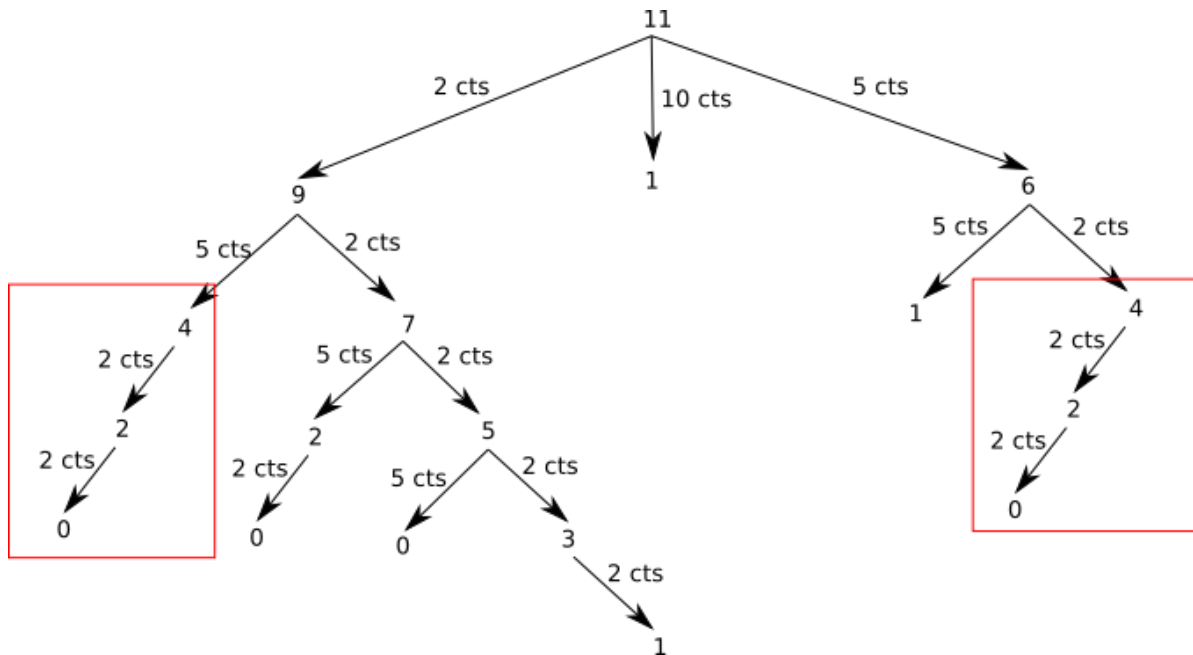 11
2 cts 10 cts 5 cts
9 1 6
5 cts 2 cts 5 cts 2 cts
4 7 1 4
2 cts 5 cts 2 cts 2 cts
2 2 5 2
2 cts 2 cts 5 cts 2 cts 2 cts
0 0 0 3 0
2 cts
1